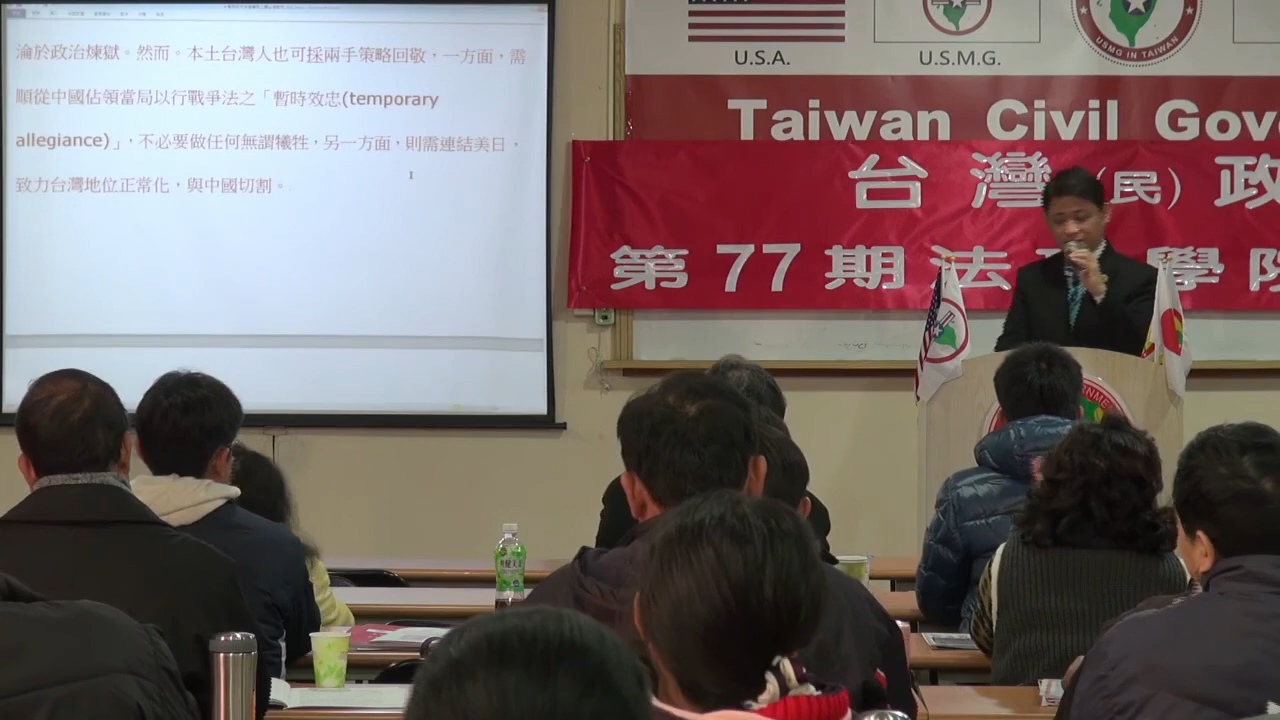 淪於政治煉獄。然而。本土台灣人也可採兩手策略回敬，一方面，需
順從中國佔領當局以行戰爭法之「暫時效忠(temporary
allegiance)」，不必要做任何無謂犧牲，另一方面，則需連結美日，
致力台灣地位正常化，與中國切割。
U.S.A.
U.S.M.G.
USMG IN TAIWAN
Taiwan Civil Gov
台灣(民)政
第77期法 學院